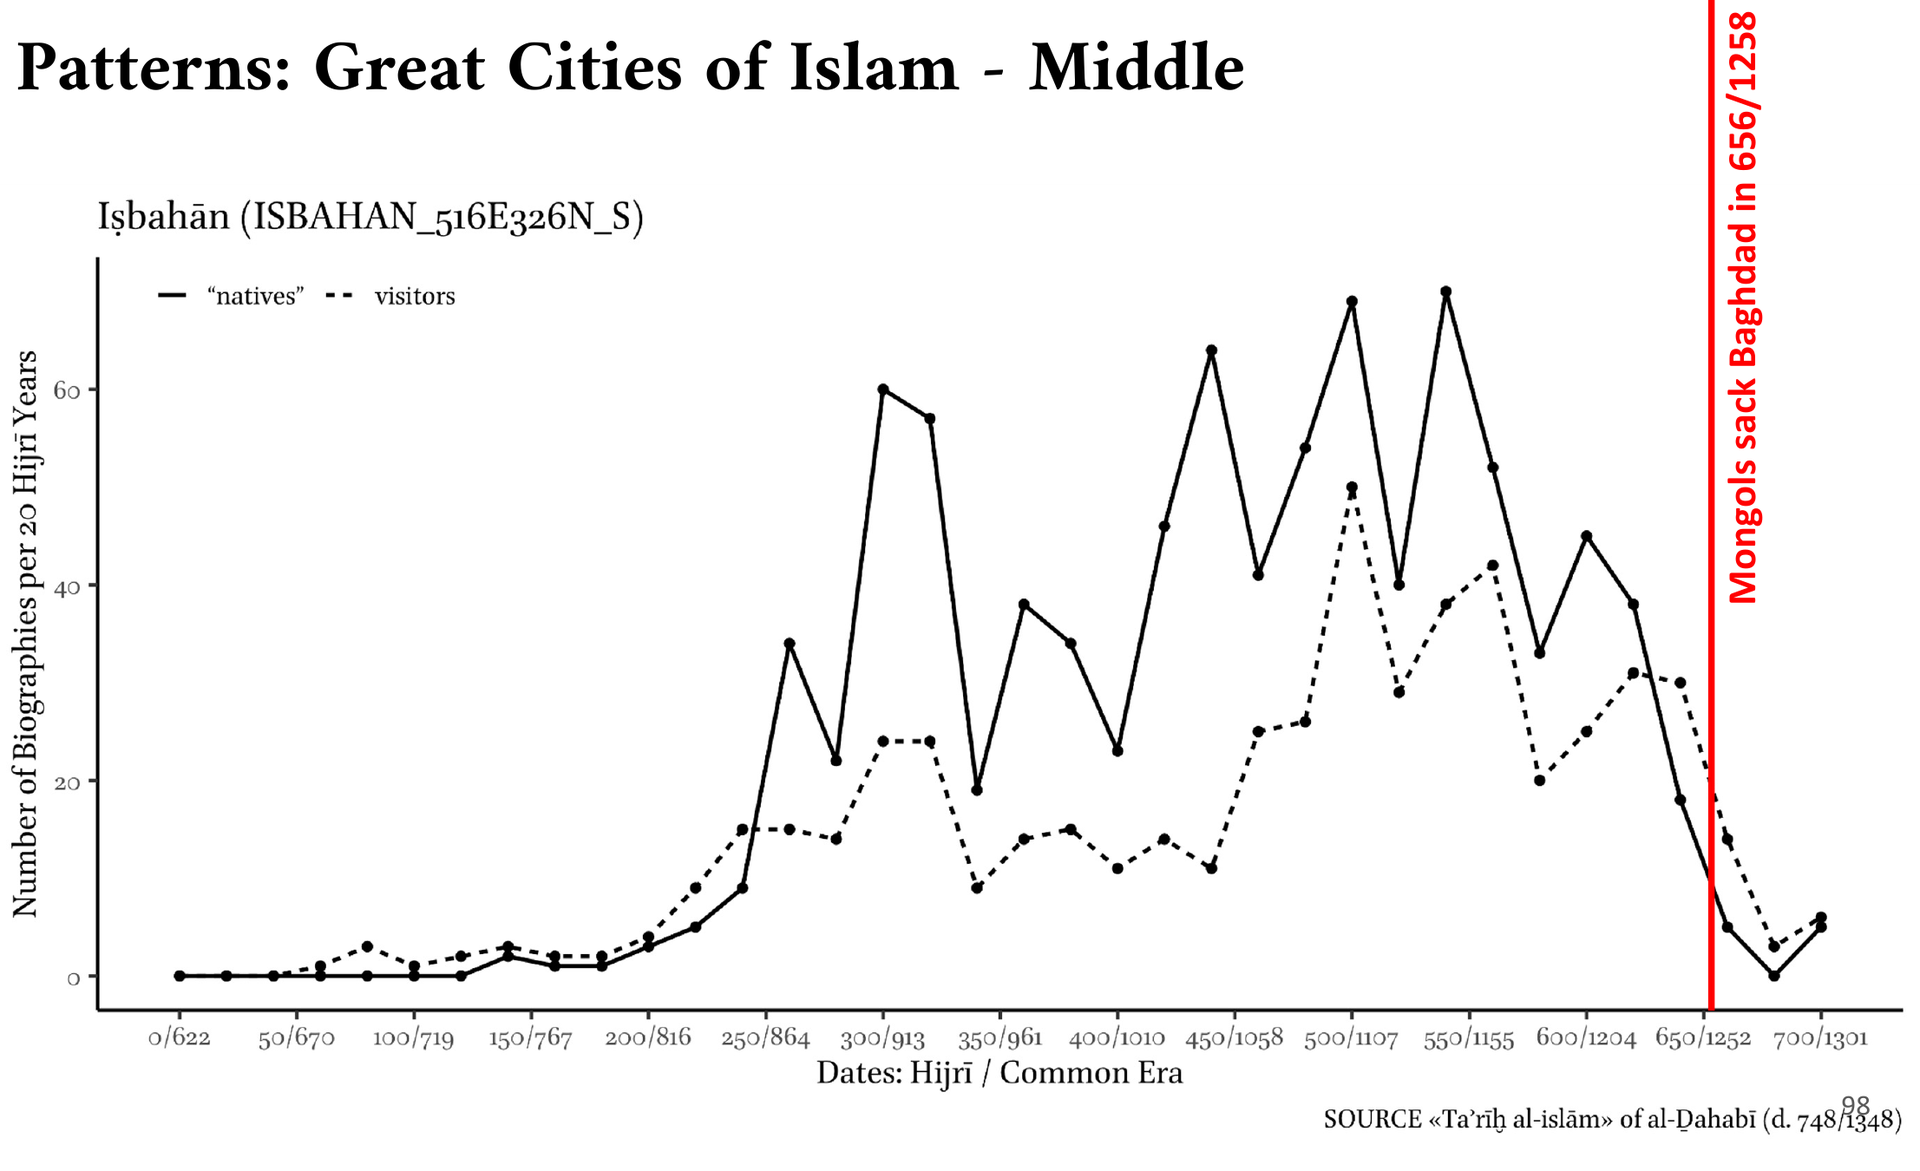 Patterns: Great Cities of Islam - Middle
Mongols sack Baghdad in 656/1258
Iṣbahān (ISBAHAN_516E326N_S)
“natives” visitors
Number of Biographies per 20 Hijrī Years
60
40
20
0
0/622 50/670 100/719 150/767 200/816 250/864 300/913 350/961 400/1010 450/1058 500/1107 550/1155 600/1204 650/1252 700/1301
Dates: Hijrī / Common Era
98
SOURCE «Taʾrīḫ al-islām» of al-Ḏahabī (d. 748/1348)